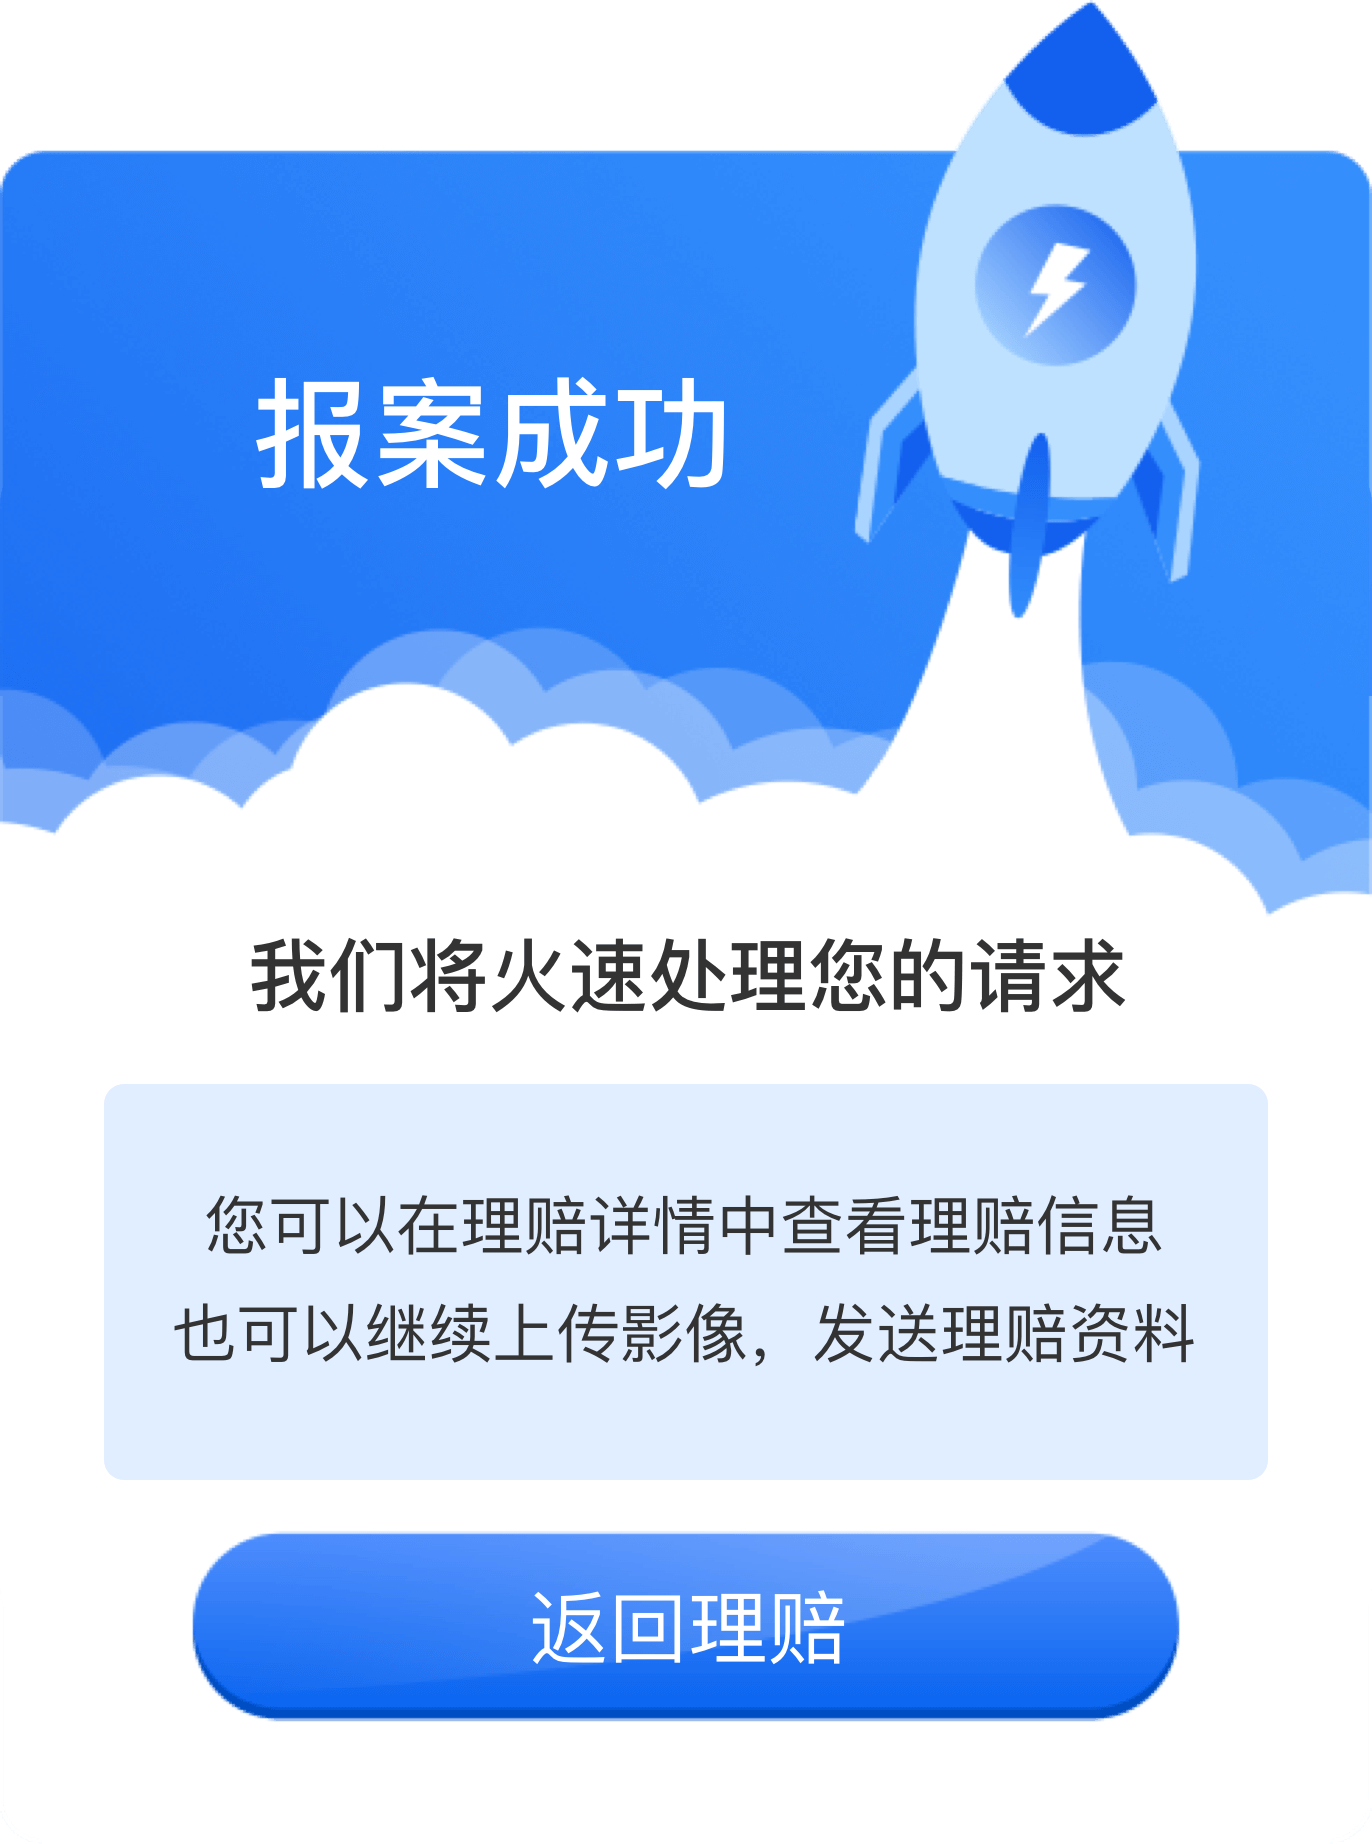 报案成功
我们将火速处理您的请求
您可以在理赔详情中查看理赔信息
也可以继续上传影像，发送理赔资料
返回理赔